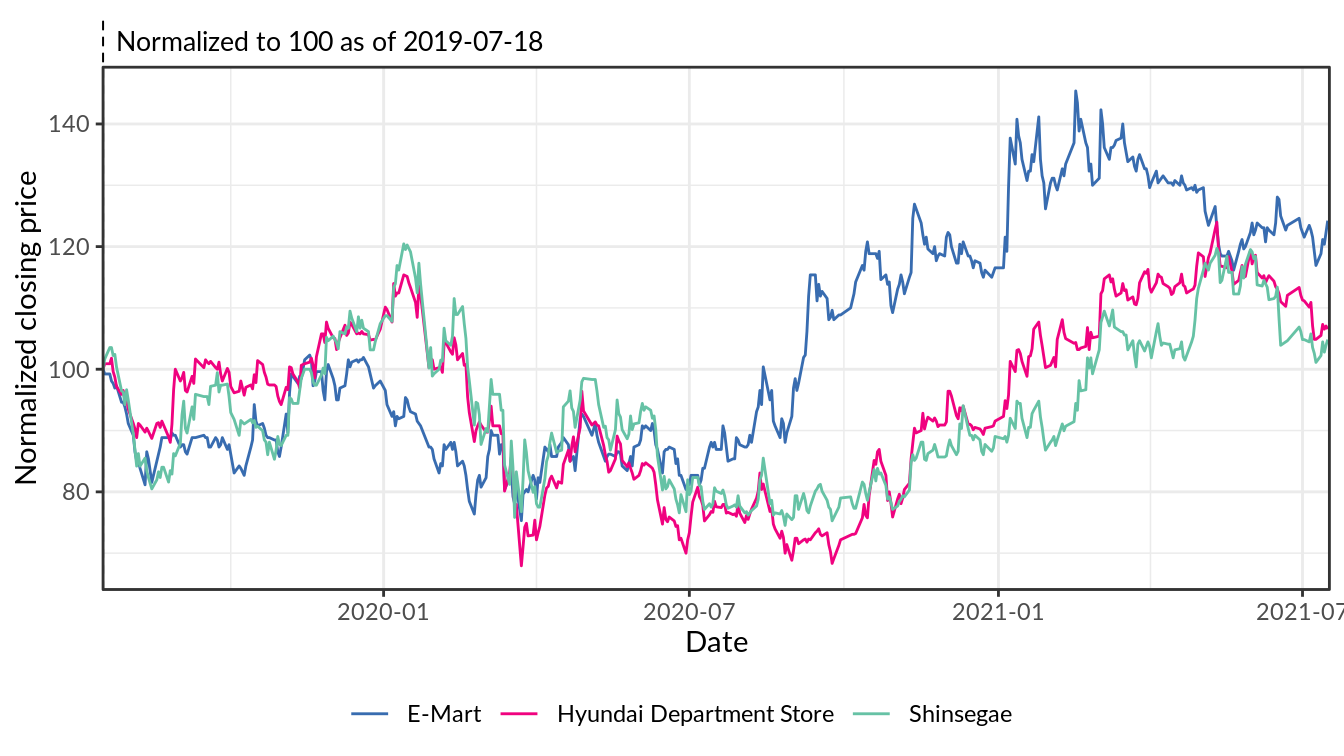 Normalized to 100 as of 2019-07-18
Normalized closing price
140
120
100
80
2020-01
2020-07
2021-01
2021-07
Date
E-Mart
Hyundai Department Store
Shinsegae